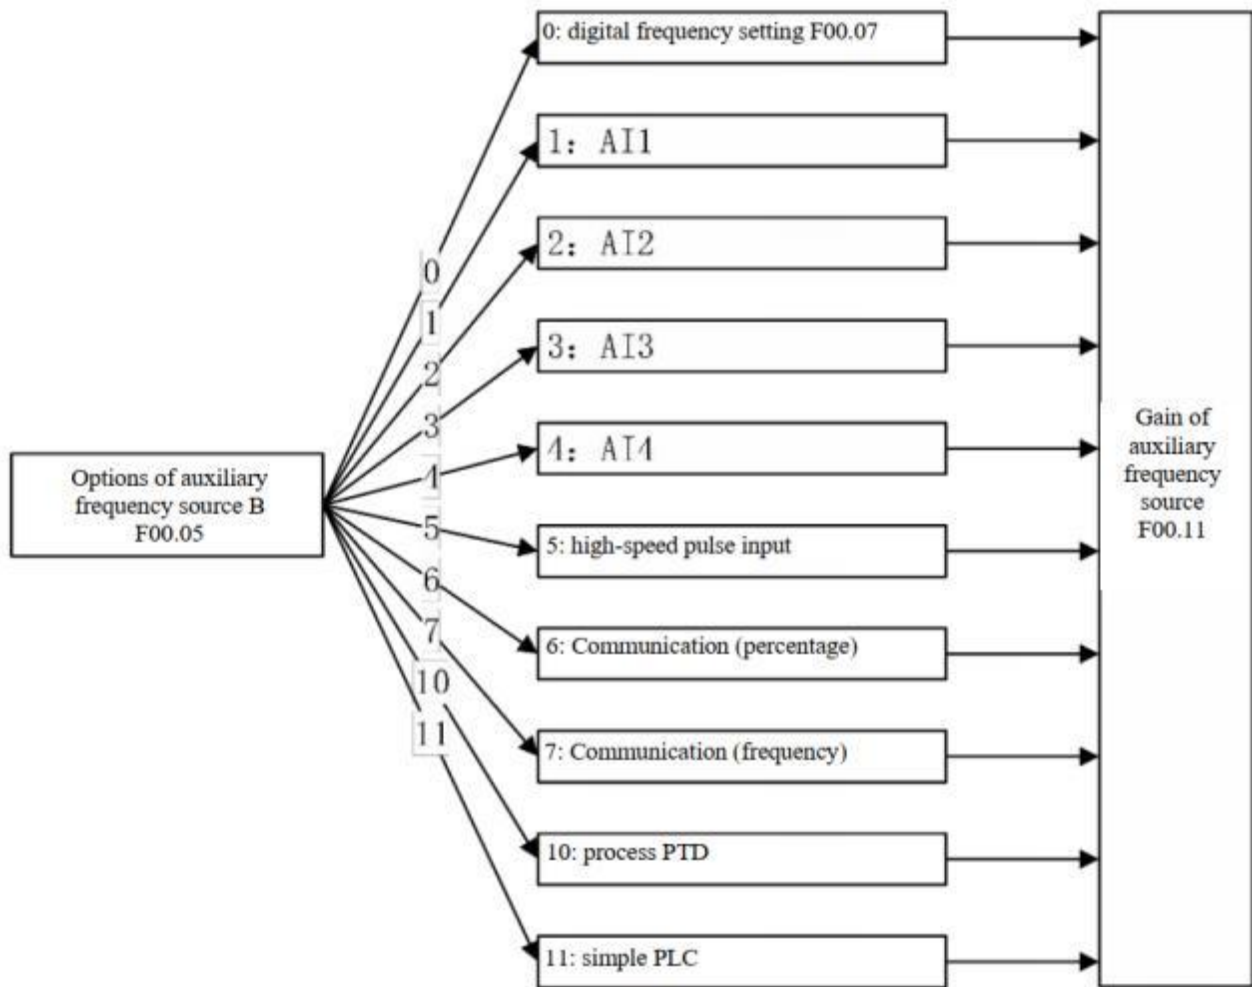 0: digital frequency setting F00.07
1: AI1
2: AI2
0
1
2
3
4
5
6
7
10
11
3: AI3
4: AI4
Options of auxiliary
frequency source B
F00.05
5: high-speed pulse input
6: Communication (percentage)
7: Communication (frequency)
10: process PTD
11: simple PLC
Gain of
auxiliary
frequency
source
F00.11